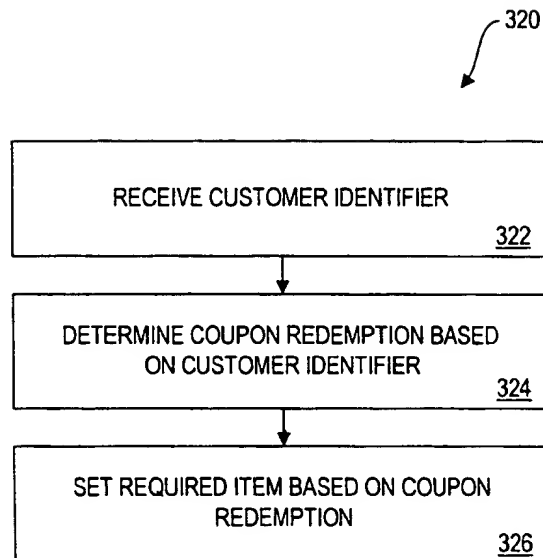 320
RECEIVE CUSTOMER IDENTIFIER
322
DETERMINE COUPON REDEMPTION BASED
ON CUSTOMER IDENTIFIER
324
SET REQUIRED ITEM BASED ON COUPON
REDEMPTION
326